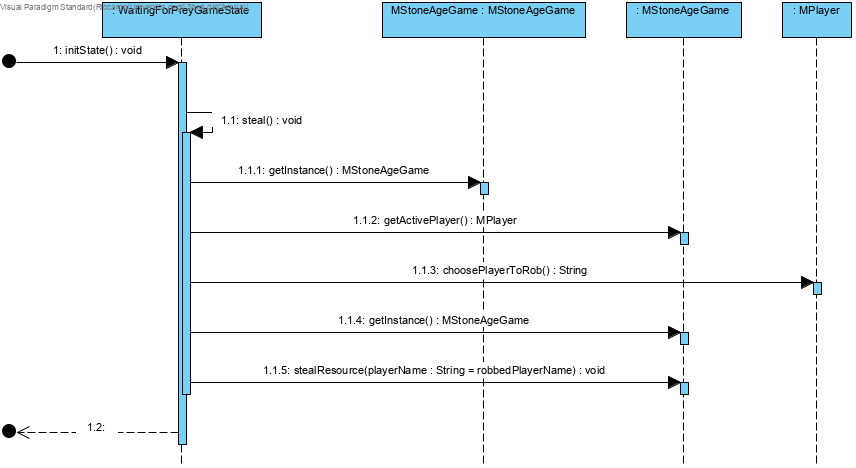 Visual Paradigm Standard(
: WaitingForPreyGameState
MStoneAgeGame : MStoneAgeGame
: MStoneAgeGame
: MPlayer
1: initState() : void
1.1: steal() : void
1.1.1: getInstance() : MStoneAgeGame
1.1.2: getActivePlayer() : MPlayer
1.1.3: choosePlayerToRob() : String
1.1.4: getInstance() : MStoneAgeGame
1.1.5: stealResource(playerName : String = robbedPlayerName) : void
1.2: